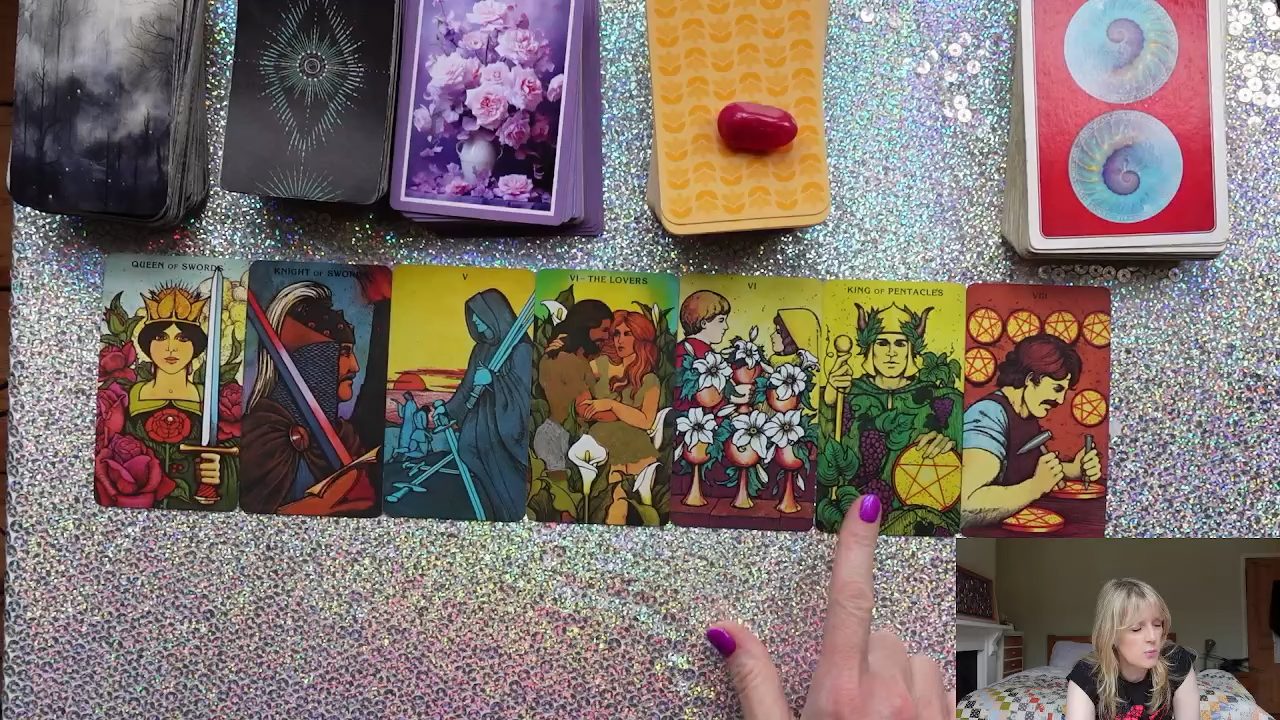 QUEEN OF SWORDS
KNIGHT OF SWORDS
V
VI - THE LOVERS
VI
KING OF PENTACLES
VIII